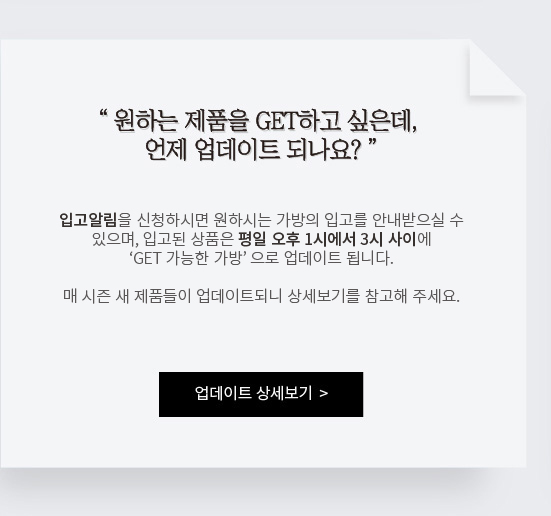 “ 원하는 제품을 GET하고 싶은데,
언제 업데이트 되나요? ”
입고알림을 신청하시면 원하시는 가방의 입고를 안내받으실 수
있으며, 입고된 상품은 평일 오후 1시에서 3시 사이에
‘GET 가능한 가방’ 으로 업데이트 됩니다.
매 시즌 새 제품들이 업데이트되니 상세보기를 참고해 주세요.
업데이트 상세보기 >